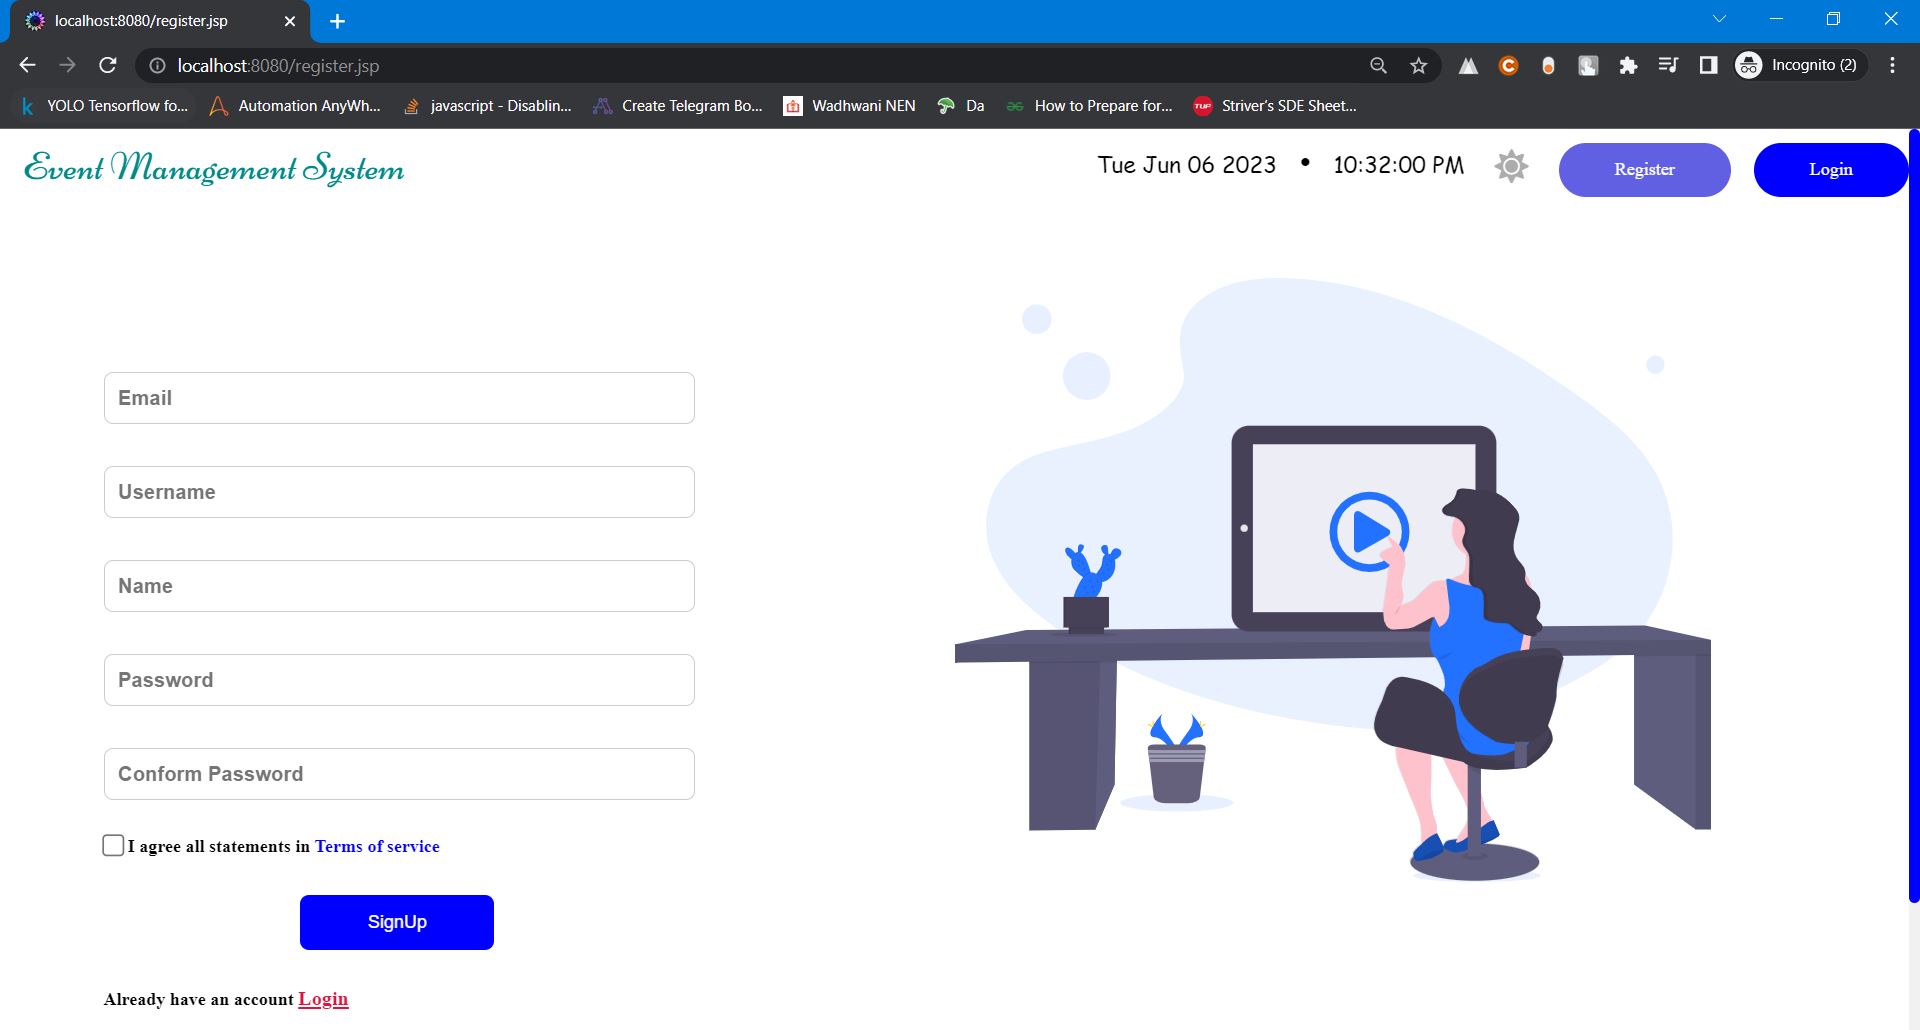 localhost:8080/register.jsp
localhost:8080/register.jsp
Incognito (2)
k YOLO Tensorflow fo...
Automation AnyWh...
javascript - Disablin...
Create Telegram Bo...
Wadhwani NEN
Da
How to Prepare for...
TUF Striver's SDE Sheet...
Event Management System
Tue Jun 06 2023 • 10:32:00 PM
Register
Login
Email
Username
Name
Password
Conform Password
I agree all statements in Terms of service
SignUp
Already have an account Login